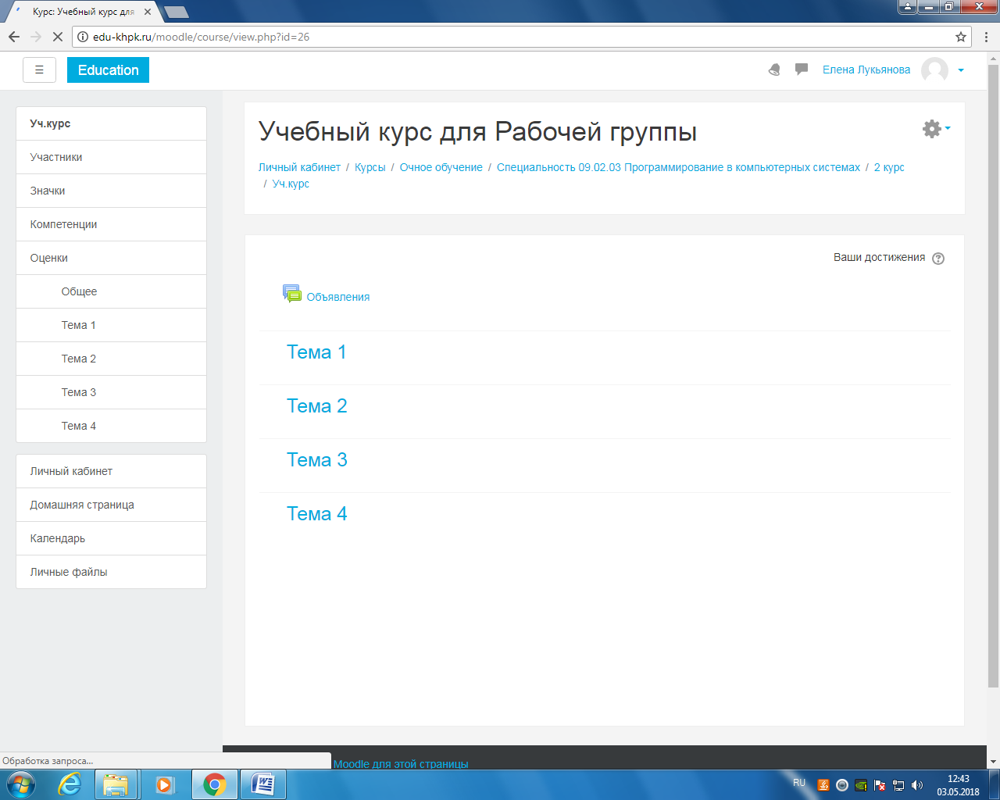 Курс: Учебный курс для
edu-khpk.ru/moodle/course/view.php?id=26
Education
Елена Лукьянова
Уч.курс
Участники
Значки
Компетенции
Оценки
Общее
Тема 1
Тема 2
Тема 3
Тема 4
Личный кабинет
Домашняя страница
Календарь
Личные файлы
Учебный курс для Рабочей группы
Личный кабинет / Курсы / Очное обучение / Специальность 09.02.03 Программирование в компьютерных системах / 2 курс
/ Уч.курс
Ваши достижения
Объявления
Тема 1
Тема 2
Тема 3
Тема 4
Обработка запроса...
Moodle для этой страницы
RU
12:43
03.05.2018